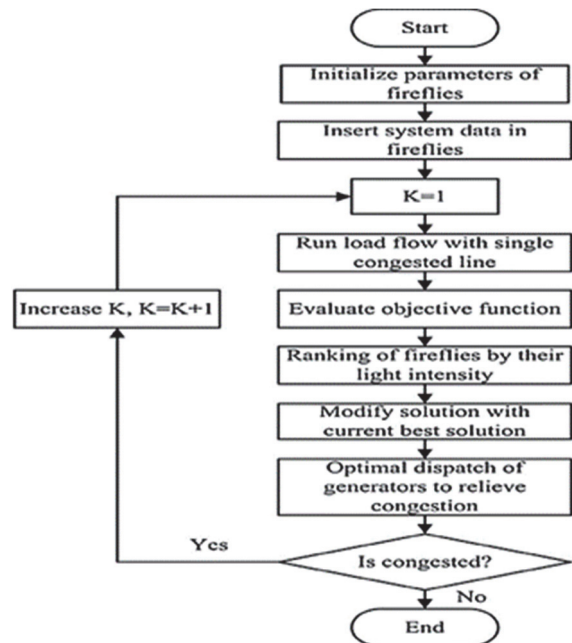 Start
Initialize parameters of
fireflies
Insert system data in
fireflies
K=1
Run load flow with single
congested line
Increase K, K=K+1
Evaluate objective function
Ranking of fireflies by their
light intensity
Modify solution with
current best solution
Optimal dispatch of
generators to relieve
congestion
Yes
Is congested?
No
End